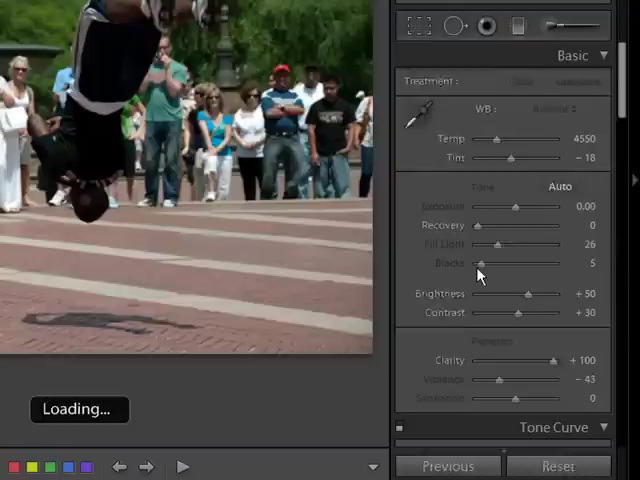 Basic
Treatment :
WB :
Temp 4550
Tint - 18
Tone Auto
Exposure 0.00
Recovery 0
Fill Light 26
Blacks 5
Brightness + 50
Contrast + 30
Presence
Clarity + 100
Vibrance - 43
Saturation 0
Tone Curve
Loading...
Previous Reset